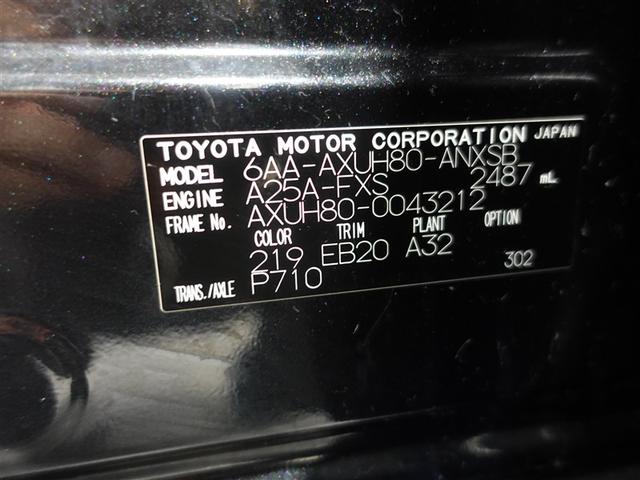 TOYOTA MOTOR CORPORATION JAPAN
MODEL 6AA-AXUH80-ANXSB
ENGINE A25A-FXS 2487 mL
FRAME No. AXUH80-0043212
COLOR TRIM PLANT OPTION
219 EB20 A32
TRANS./AXLE P710 302